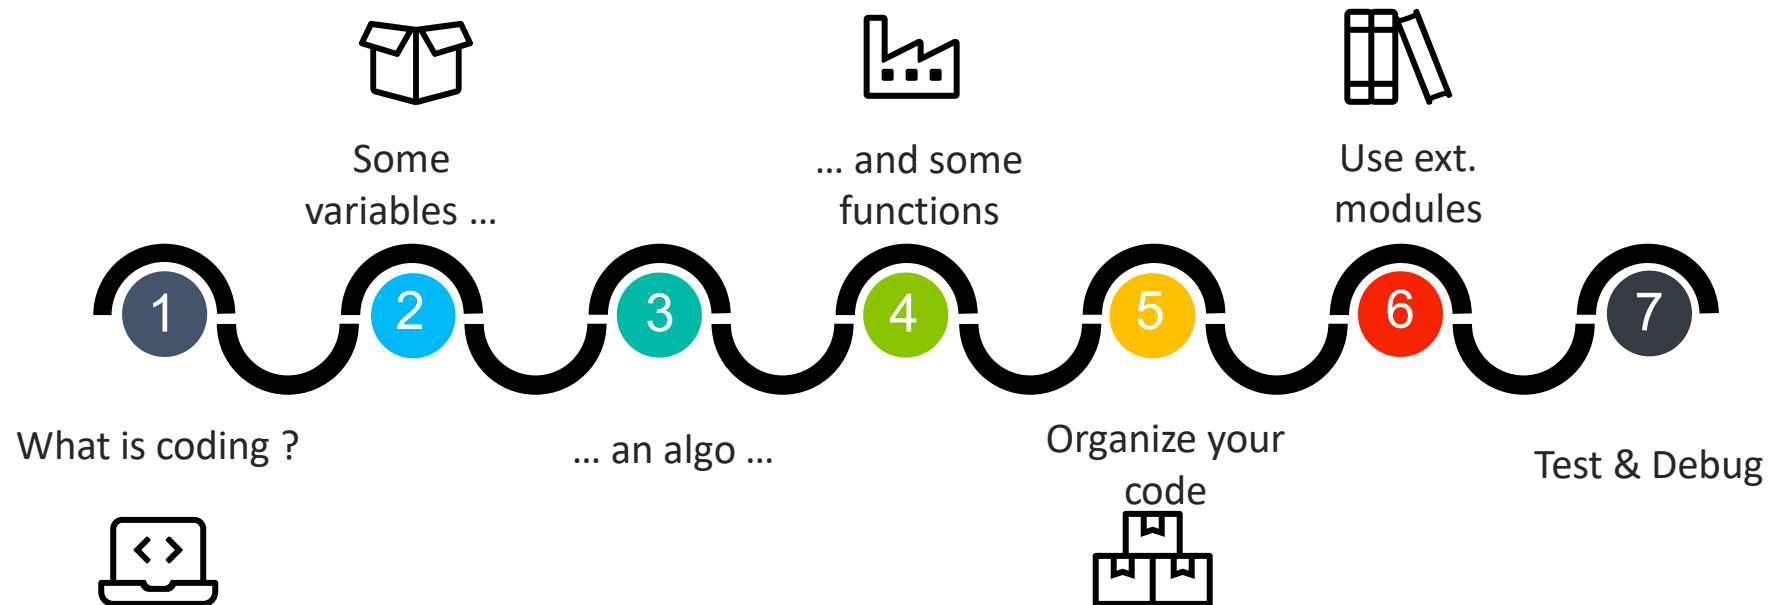 Some
variables …
… and some
functions
Use ext.
modules
1
2
3
4
5
6
7
What is coding ?
… an algo …
Organize your
code
Test & Debug